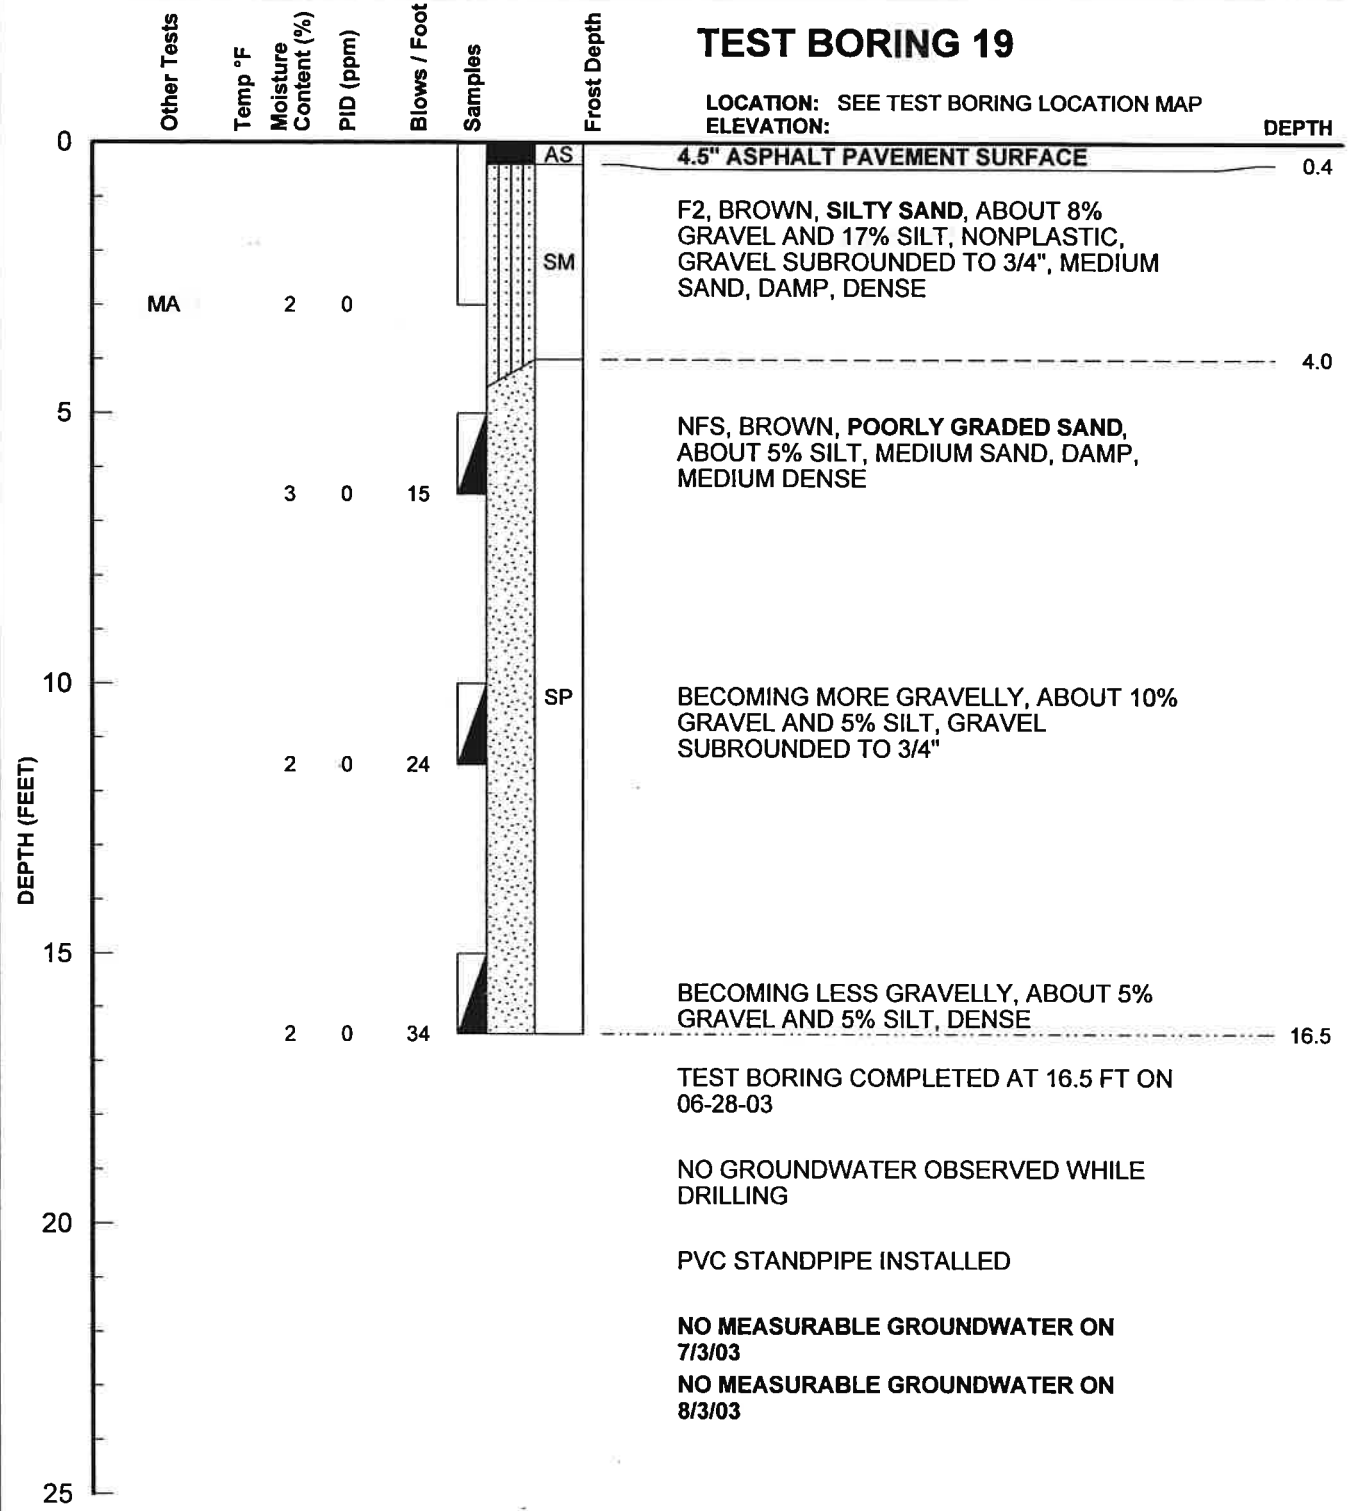 Other Tests
Temp °F
Moisture
Content (%)
PID (ppm)
Blows / Foot
Samples
Frost Depth
TEST BORING 19
LOCATION: SEE TEST BORING LOCATION MAP
ELEVATION:
DEPTH
0
AS
4.5" ASPHALT PAVEMENT SURFACE
0.4
F2, BROWN, SILTY SAND, ABOUT 8%
GRAVEL AND 17% SILT, NONPLASTIC,
GRAVEL SUBROUNDED TO 3/4", MEDIUM
SAND, DAMP, DENSE
SM
MA 2 0
4.0
5
NFS, BROWN, POORLY GRADED SAND,
ABOUT 5% SILT, MEDIUM SAND, DAMP,
MEDIUM DENSE
3 0 15
10
SP
BECOMING MORE GRAVELLY, ABOUT 10%
GRAVEL AND 5% SILT, GRAVEL
SUBROUNDED TO 3/4"
2 0 24
DEPTH (FEET)
15
BECOMING LESS GRAVELLY, ABOUT 5%
GRAVEL AND 5% SILT, DENSE
2 0 34
16.5
TEST BORING COMPLETED AT 16.5 FT ON
06-28-03
NO GROUNDWATER OBSERVED WHILE
DRILLING
20
PVC STANDPIPE INSTALLED
NO MEASURABLE GROUNDWATER ON
7/3/03
NO MEASURABLE GROUNDWATER ON
8/3/03
25